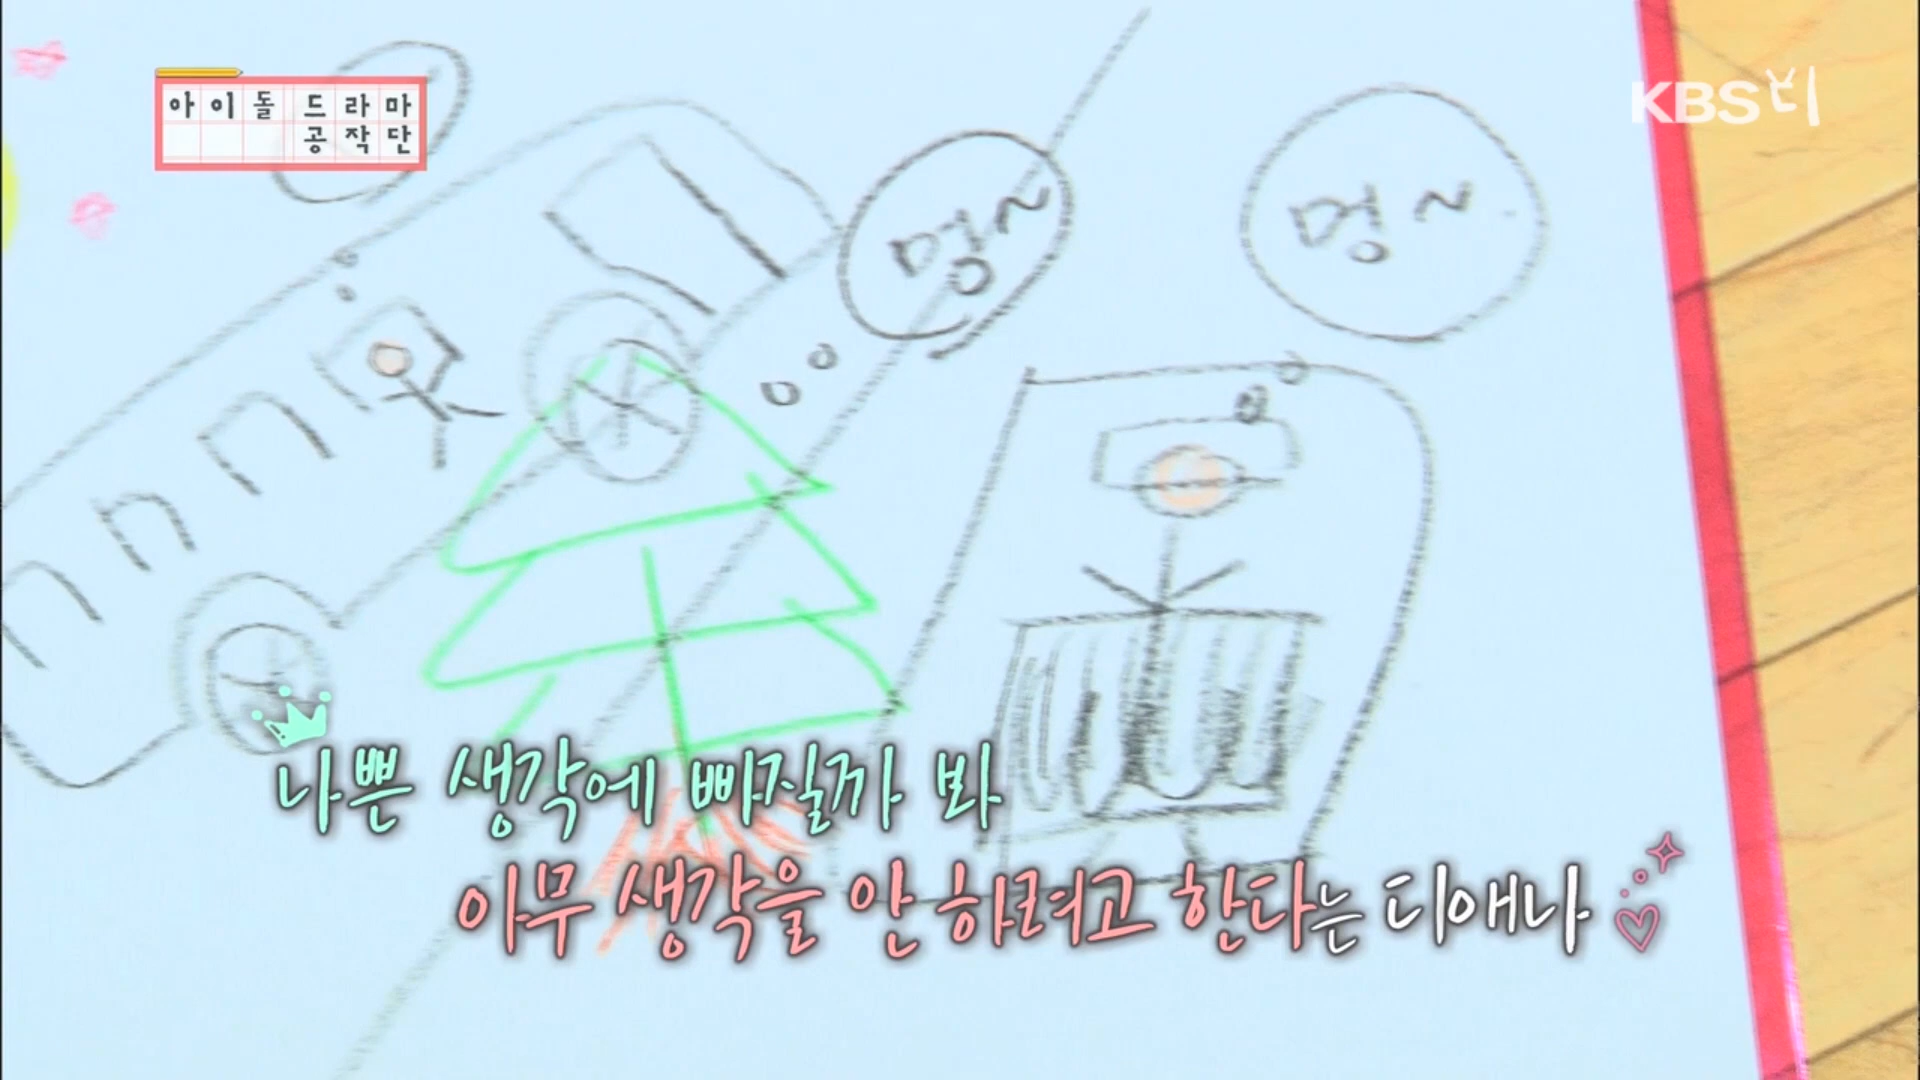 아이돌 드라마
공작단
KBS
멍~
멍~
나쁜 생각에 빠질까 봐
아무 생각을 안 하려고 한다는 디애나